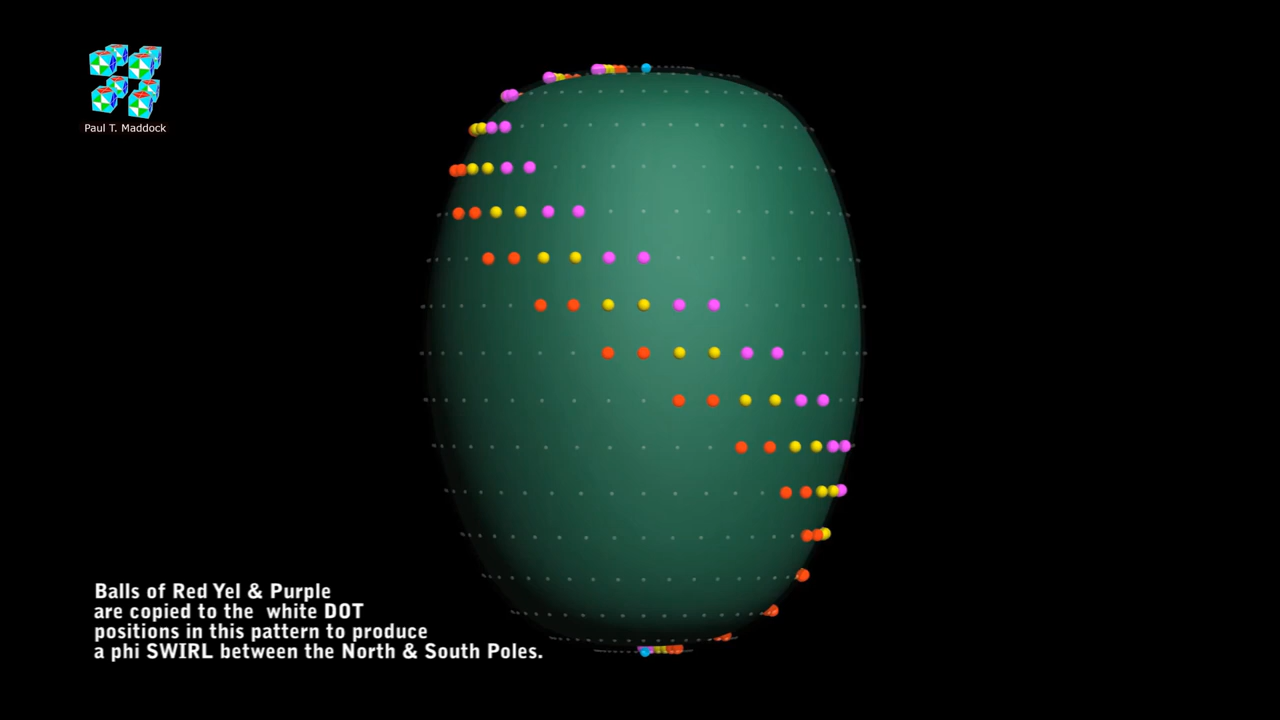 Paul T. Maddock
Balls of Red Yel & Purple
are copied to the  white DOT
positions in this pattern to produce
a phi SWIRL between the North & South Poles.